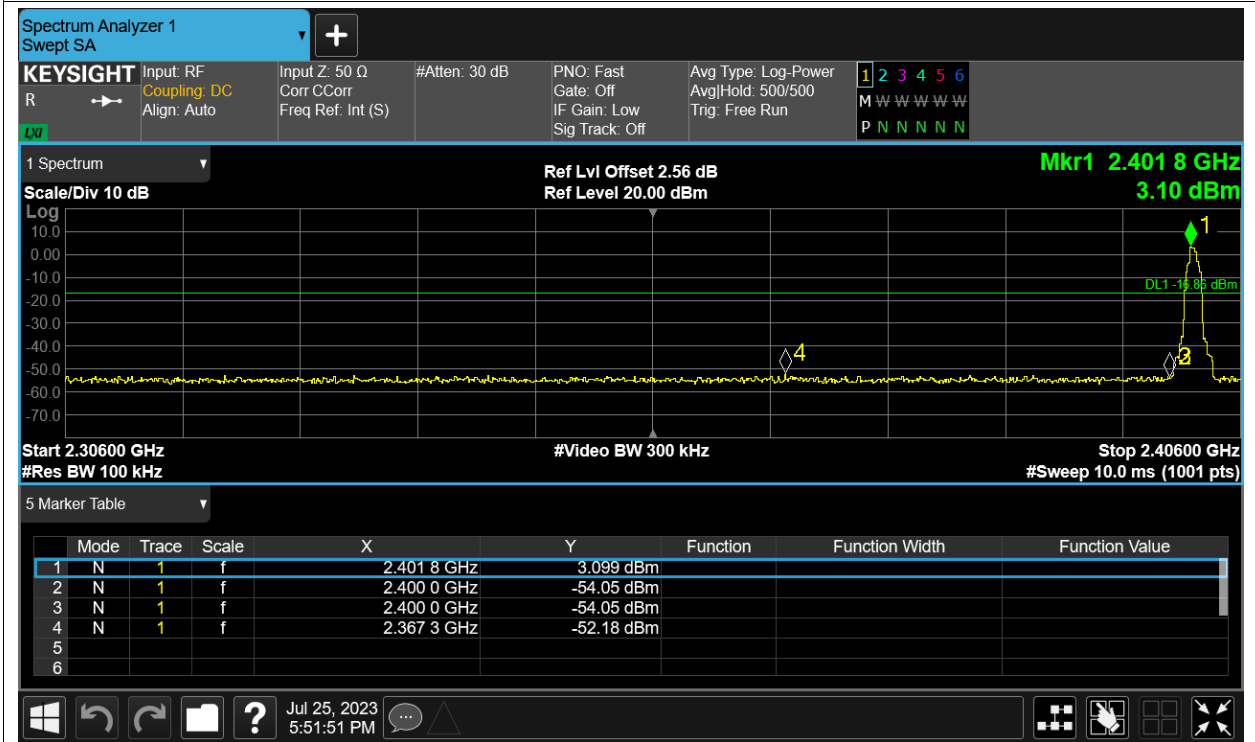 Spectrum Analyzer 1
Swept SA
+
KEYSIGHT Input: RF Input Z: 50 Ω #Atten: 30 dB PNO: Fast Avg Type: Log-Power 1 2 3 4 5 6
R Coupling: DC Corr CCorr Gate: Off Avg|Hold: 500/500 M W W W W W
Align: Auto Freq Ref: Int (S) IF Gain: Low Trig: Free Run
LXI Sig Track: Off P N N N N N
1 Spectrum Ref Lvl Offset 2.56 dB Mkr1 2.401 8 GHz
Scale/Div 10 dB Ref Level 20.00 dBm 3.10 dBm
Log
1
10.0
0.00
-10.0
DL1 -16.86 dBm
-20.0
-30.0
-40.0
4
-50.0
-60.0
-70.0
Start 2.30600 GHz #Video BW 300 kHz Stop 2.40600 GHz
#Res BW 100 kHz #Sweep 10.0 ms (1001 pts)
5 Marker Table
Mode Trace Scale X Y Function Function Width Function Value
1 N 1 f 2.401 8 GHz 3.099 dBm
2 N 1 f 2.400 0 GHz -54.05 dBm
3 N 1 f 2.400 0 GHz -54.05 dBm
4 N 1 f 2.367 3 GHz -52.18 dBm
5
6
? Jul 25, 2023
5:51:51 PM